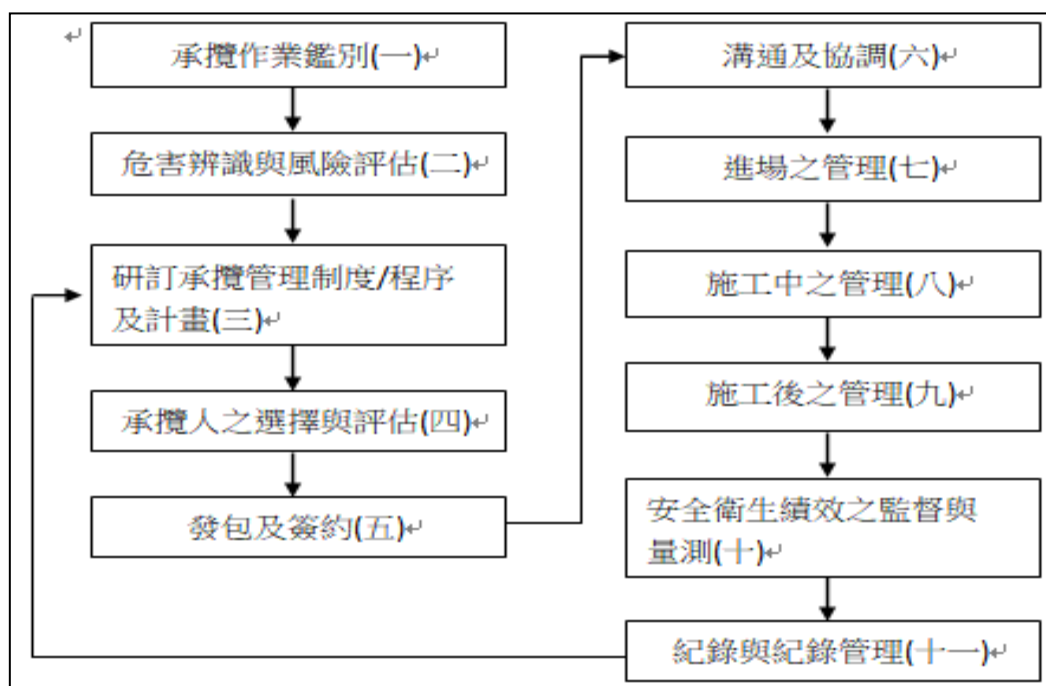 承攬作業鑑別(一)
危害辨識與風險評估(二)
研訂承攬管理制度/程序
及計畫(三)
承攬人之選擇與評估(四)
發包及簽約(五)
溝通及協調(六)
進場之管理(七)
施工中之管理(八)
施工後之管理(九)
安全衛生績效之監督與
量測(十)
紀錄與紀錄管理(十一)